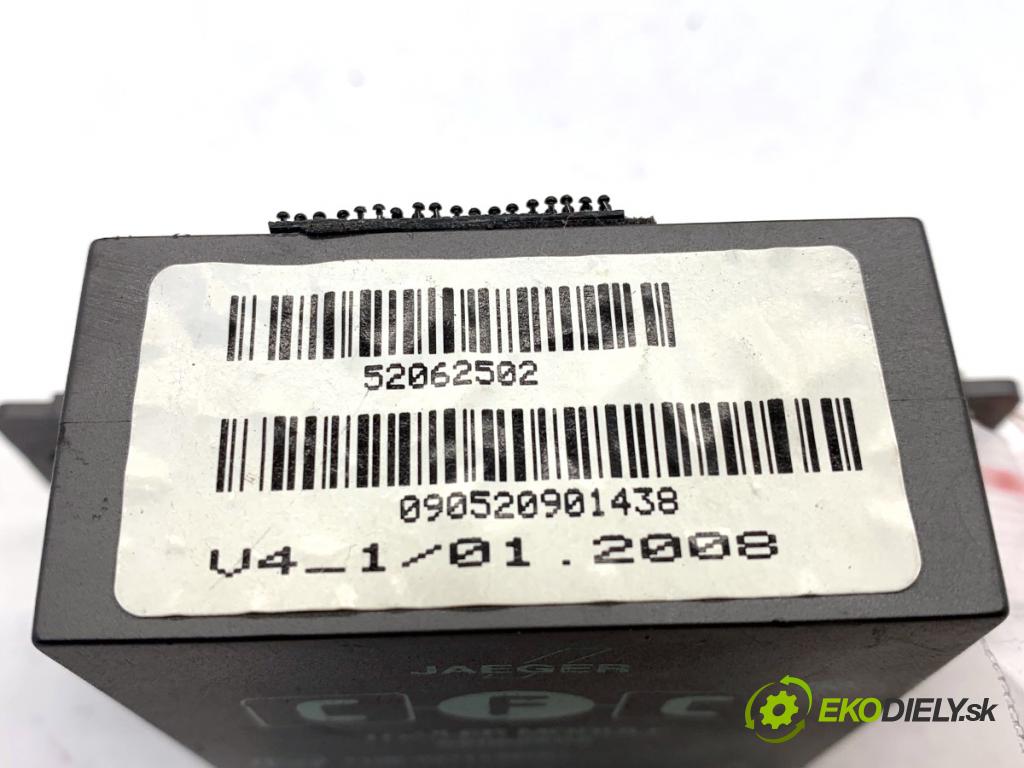 52062502
090520901438
V4_1/01.2008
JAEGER
C F C
EKODIELY.sk